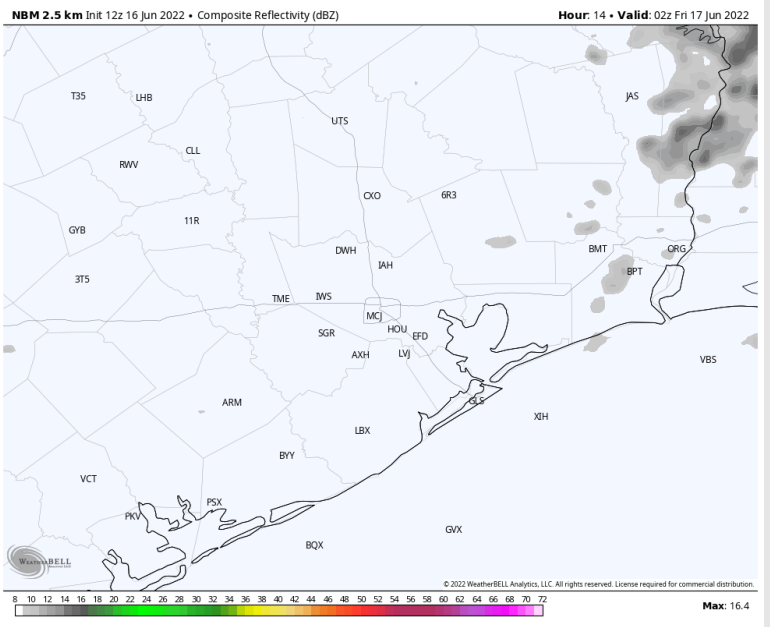 NBM 2.5 km Init 12z 16 Jun 2022 • Composite Reflectivity (dBZ) Hour: 14 • Valid: 02z Fri 17 Jun 2022
T35 LHB JAS
UTS
CLL
RWV
CXO 6R3
11R
GYB
DWH BMT ORG
IAH
BPT
3T5
TME IWS
MCJ
SGR HOU EFD
AXH LVJ VBS
ARM GLS
XIH
LBX
BYY
VCT
PSX
PKV
GVX
BQX
WEATHERBELL
© 2022 WeatherBELL Analytics, LLC. All rights reserved. License required for commercial distribution.
8 10 12 14 16 18 20 22 24 26 28 30 32 34 36 38 40 42 44 46 48 50 52 54 56 58 60 62 64 66 68 70 72 Max: 16.4